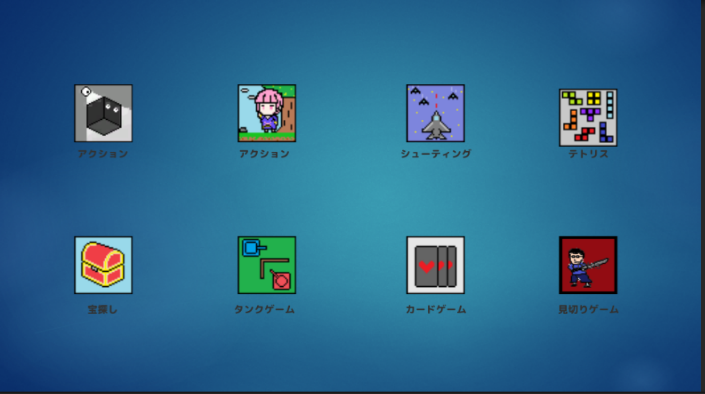 アクション
アクション
シューティング
テトリス
宝探し
タンクゲーム
カードゲーム
見切りゲーム